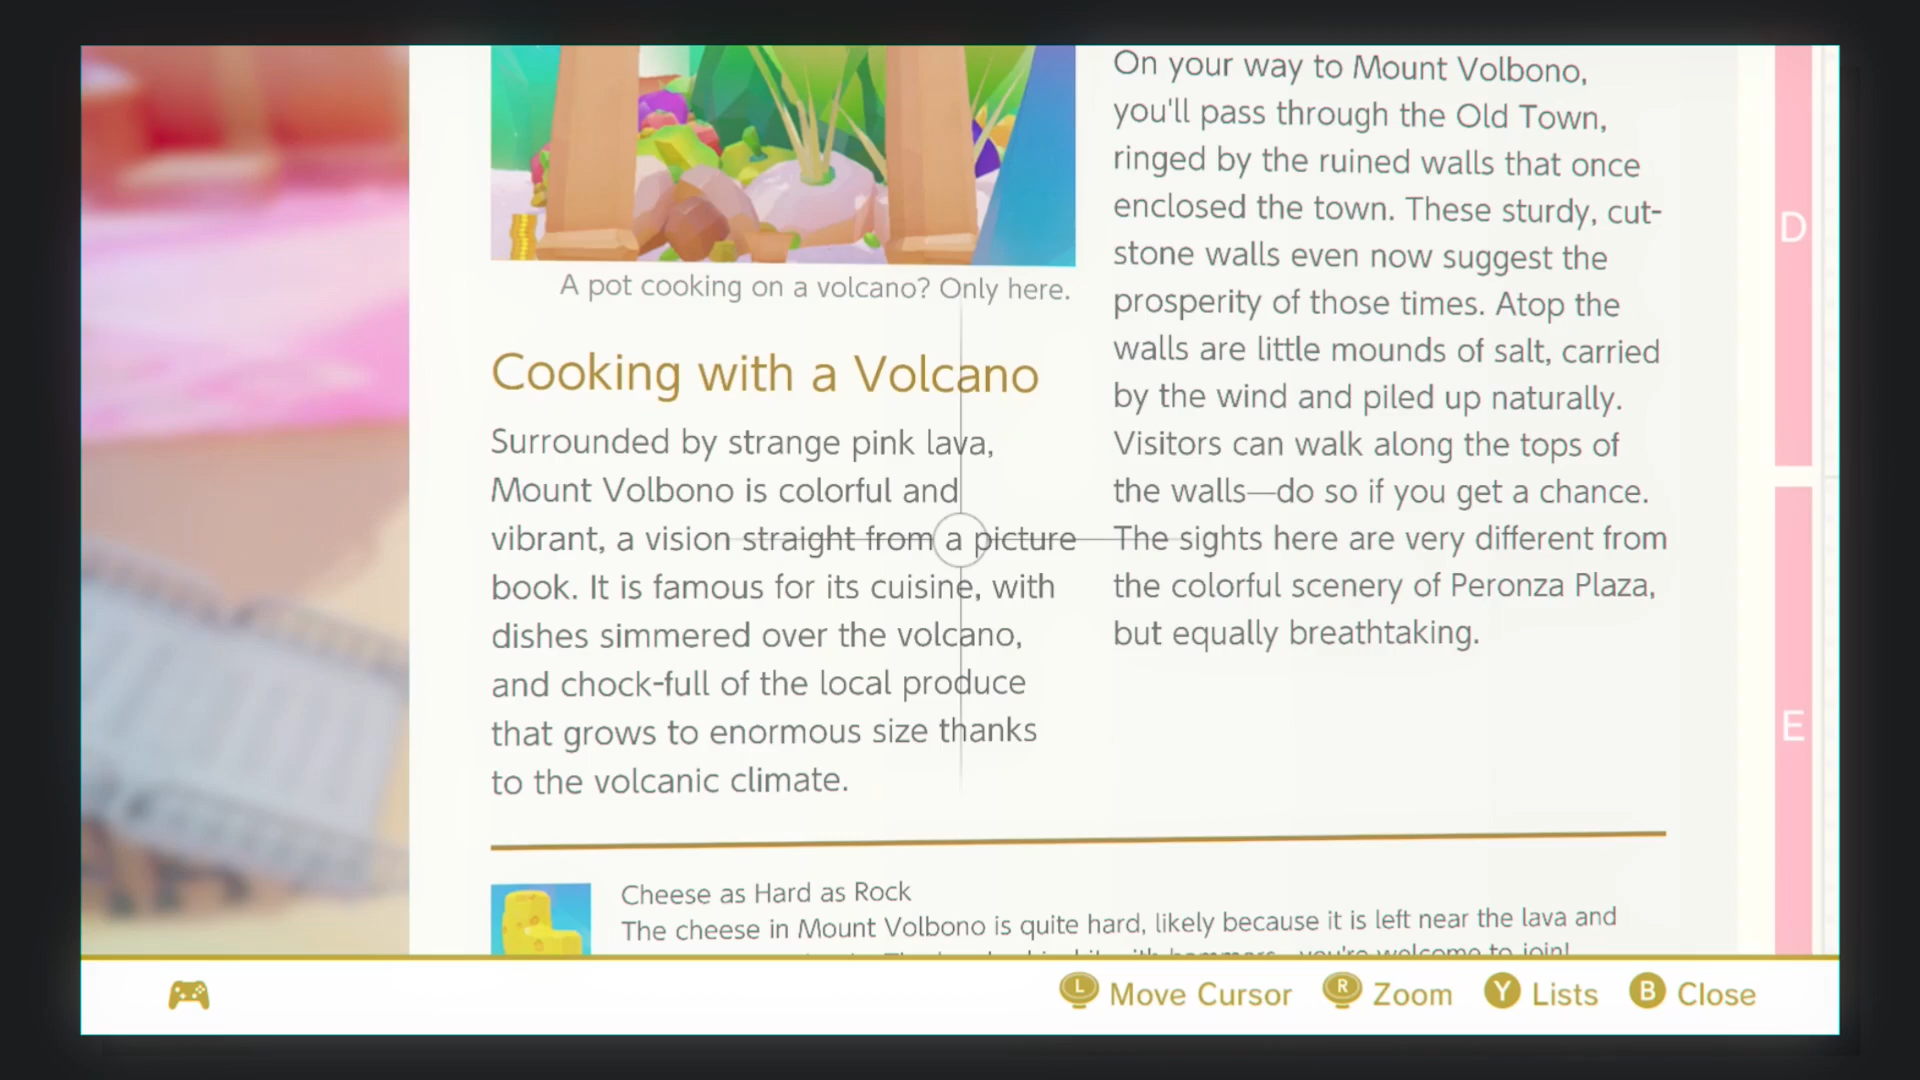 A pot cooking on a volcano? Only here.
Cooking with a Volcano
Surrounded by strange pink lava,
Mount Volbono is colorful and
vibrant, a vision straight from a picture
book. It is famous for its cuisine, with
dishes simmered over the volcano,
and chock-full of the local produce
that grows to enormous size thanks
to the volcanic climate.
On your way to Mount Volbono,
you'll pass through the Old Town,
ringed by the ruined walls that once
enclosed the town. These sturdy, cut-
stone walls even now suggest the
prosperity of those times. Atop the
walls are little mounds of salt, carried
by the wind and piled up naturally.
Visitors can walk along the tops of
the walls—do so if you get a chance.
The sights here are very different from
the colorful scenery of Peronza Plaza,
but equally breathtaking.
D
E
Cheese as Hard as Rock
The cheese in Mount Volbono is quite hard, likely because it is left near the lava and
you're welcome to join!
L Move Cursor R Zoom Y Lists B Close